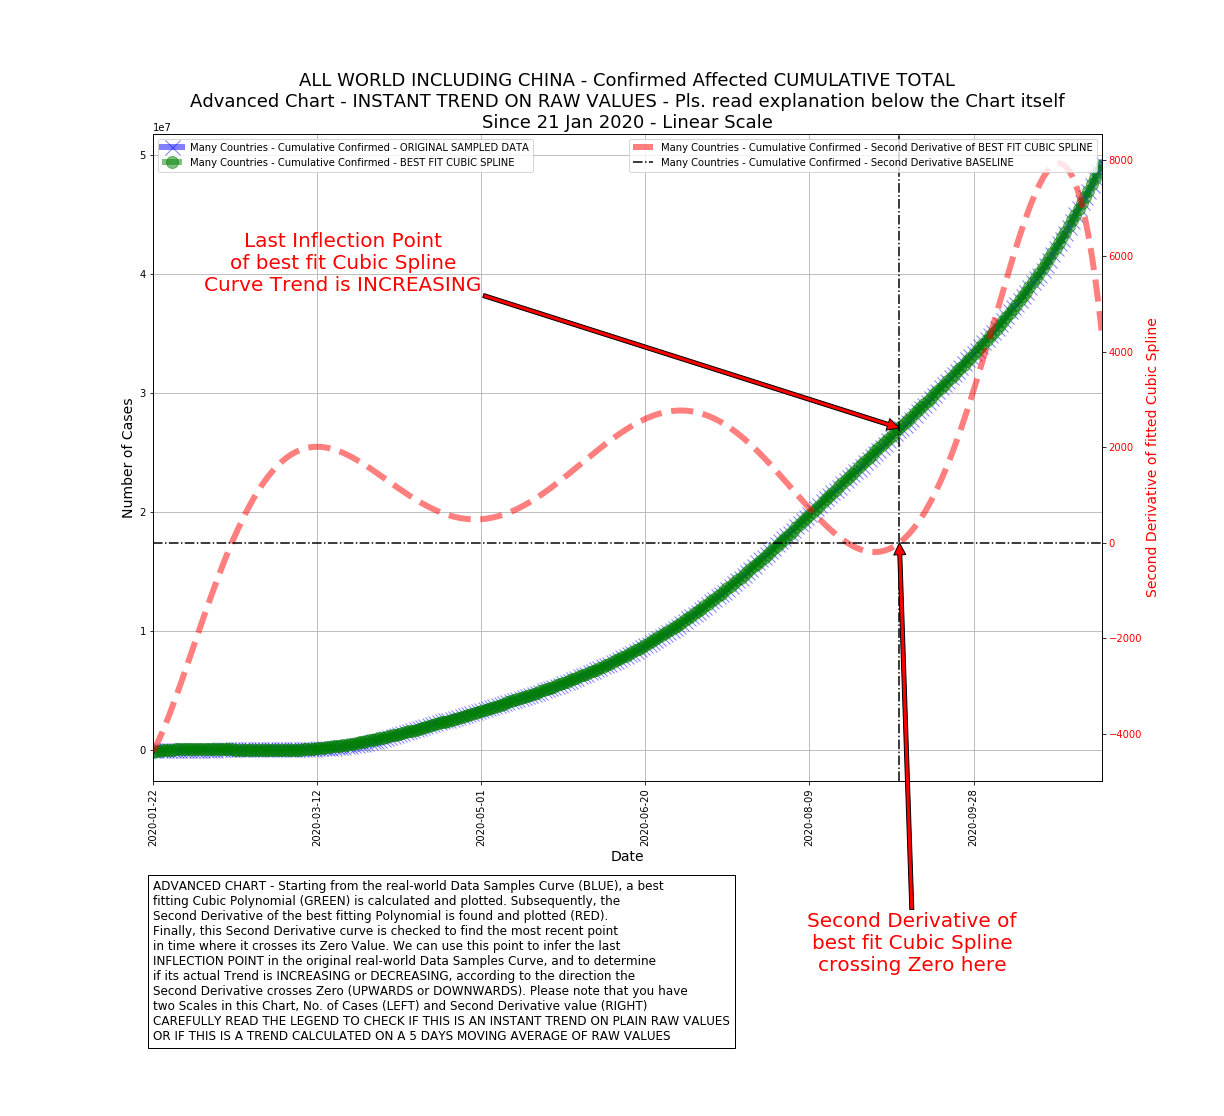 ALL WORLD INCLUDING CHINA - Confirmed Affected CUMULATIVE TOTAL
Advanced Chart - INSTANT TREND ON RAW VALUES - Pls. read explanation below the Chart itself
Since 21 Jan 2020 - Linear Scale
1e7
Many Countries - Cumulative Confirmed - ORIGINAL SAMPLED DATA
Many Countries - Cumulative Confirmed - BEST FIT CUBIC SPLINE
Many Countries - Cumulative Confirmed - Second Derivative of BEST FIT CUBIC SPLINE
Many Countries - Cumulative Confirmed - Second Derivative BASELINE
Last Inflection Point
of best fit Cubic Spline
Curve Trend is INCREASING
Number of Cases
5
4
3
2
1
0
8000
6000
4000
2000
0
−2000
−4000
Second Derivative of fitted Cubic Spline
2020-01-22
2020-03-12
2020-05-01
2020-06-20
2020-08-09
2020-09-28
Date
Second Derivative of
best fit Cubic Spline
crossing Zero here
ADVANCED CHART - Starting from the real-world Data Samples Curve (BLUE), a best
fitting Cubic Polynomial (GREEN) is calculated and plotted. Subsequently, the
Second Derivative of the best fitting Polynomial is found and plotted (RED).
Finally, this Second Derivative curve is checked to find the most recent point
in time where it crosses its Zero Value. We can use this point to infer the last
INFLECTION POINT in the original real-world Data Samples Curve, and to determine
if its actual Trend is INCREASING or DECREASING, according to the direction the
Second Derivative crosses Zero (UPWARDS or DOWNWARDS). Please note that you have
two Scales in this Chart, No. of Cases (LEFT) and Second Derivative value (RIGHT)
CAREFULLY READ THE LEGEND TO CHECK IF THIS IS AN INSTANT TREND ON PLAIN RAW VALUES
OR IF THIS IS A TREND CALCULATED ON A 5 DAYS MOVING AVERAGE OF RAW VALUES